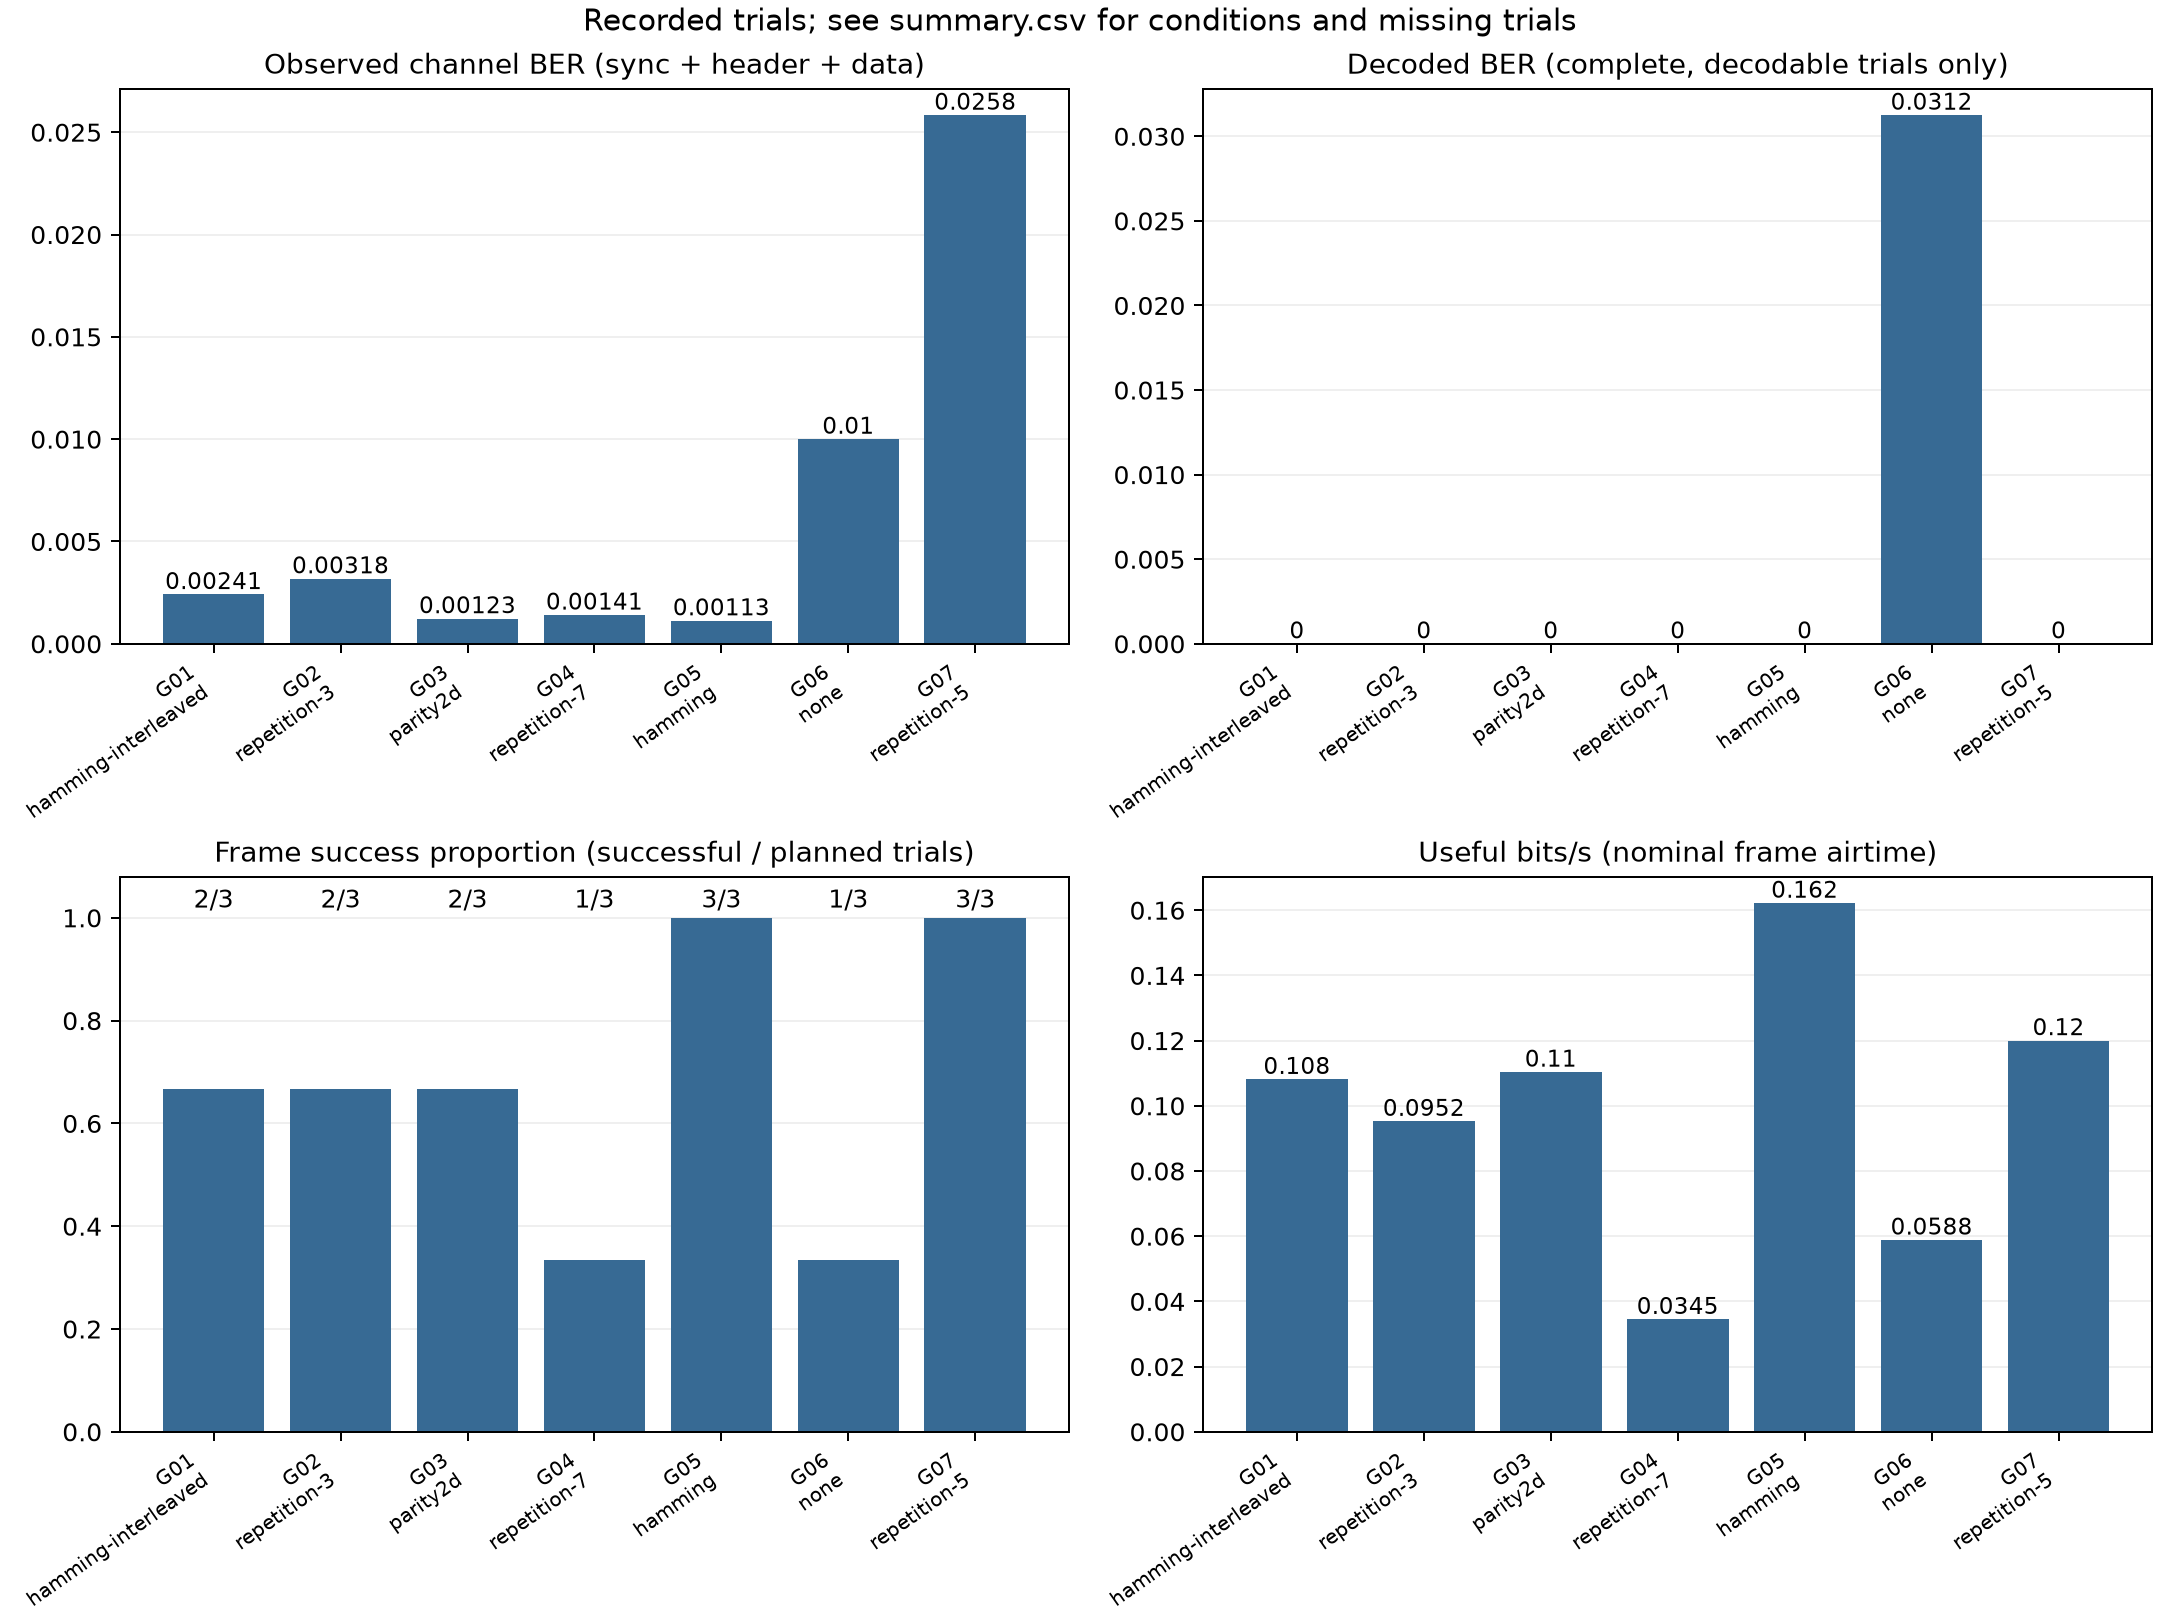 Recorded trials; see summary.csv for conditions and missing trials
Observed channel BER (sync + header + data)
0.025
0.020
0.015
0.010
0.005
0.000
0.00241
0.00318
0.00123
0.00141
0.00113
0.01
0.0258
G01
hamming-interleaved
G02
repetition-3
G03
parity2d
G04
repetition-7
G05
hamming
G06
none
G07
repetition-5
Decoded BER (complete, decodable trials only)
0.030
0.025
0.020
0.015
0.010
0.005
0.000
0
0
0
0
0
0.0312
0
G01
hamming-interleaved
G02
repetition-3
G03
parity2d
G04
repetition-7
G05
hamming
G06
none
G07
repetition-5
Frame success proportion (successful / planned trials)
1.0
0.8
0.6
0.4
0.2
0.0
2/3
2/3
2/3
1/3
3/3
1/3
3/3
G01
hamming-interleaved
G02
repetition-3
G03
parity2d
G04
repetition-7
G05
hamming
G06
none
G07
repetition-5
Useful bits/s (nominal frame airtime)
0.16
0.14
0.12
0.10
0.08
0.06
0.04
0.02
0.00
0.108
0.0952
0.11
0.0345
0.162
0.0588
0.12
G01
hamming-interleaved
G02
repetition-3
G03
parity2d
G04
repetition-7
G05
hamming
G06
none
G07
repetition-5